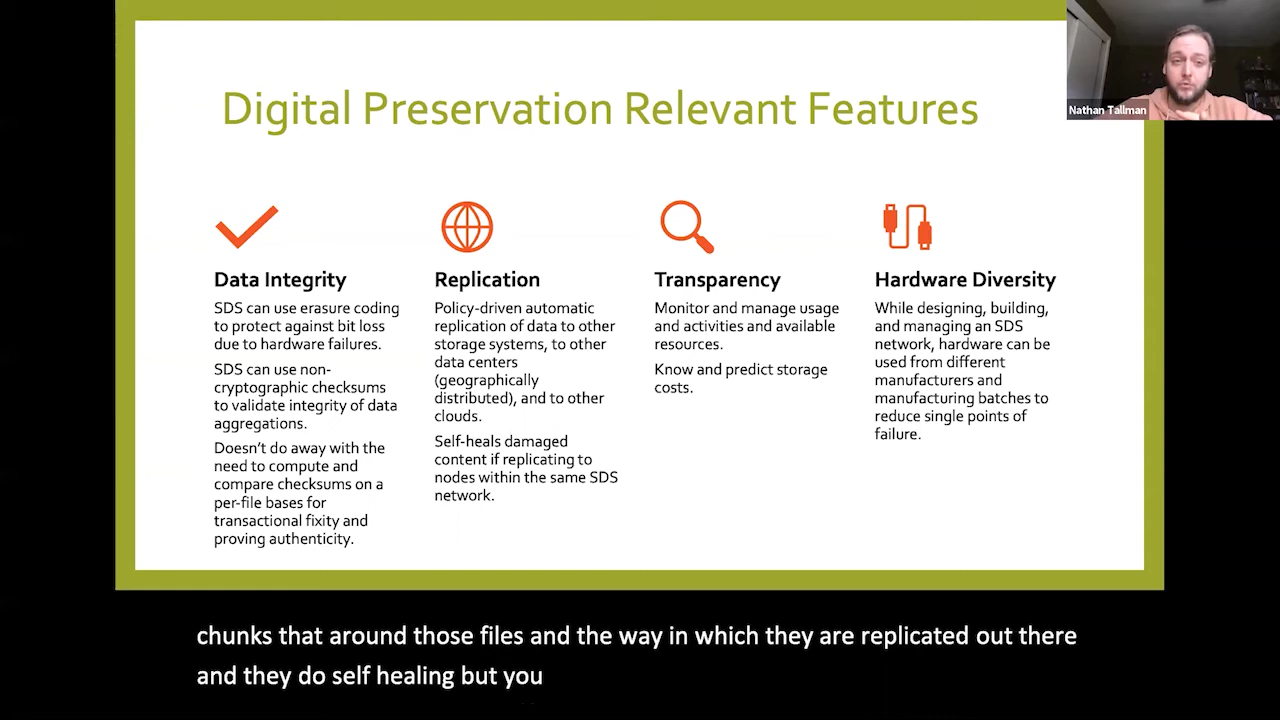 Nathan Tallman
Digital Preservation Relevant Features
Data Integrity
SDS can use erasure coding
to protect against bit loss
due to hardware failures.
SDS can use non-
cryptographic checksums
to validate integrity of data
aggregations.
Doesn't do away with the
need to compute and
compare checksums on a
per-file bases for
transactional fixity and
proving authenticity.
Replication
Policy-driven automatic
replication of data to other
storage systems, to other
data centers
(geographically
distributed), and to other
clouds.
Self-heals damaged
content if replicating to
nodes within the same SDS
network.
Transparency
Monitor and manage usage
and activities and available
resources.
Know and predict storage
costs.
Hardware Diversity
While designing, building,
and managing an SDS
network, hardware can be
used from different
manufacturers and
manufacturing batches to
reduce single points of
failure.
chunks that around those files and the way in which they are replicated out there
and they do self healing but you